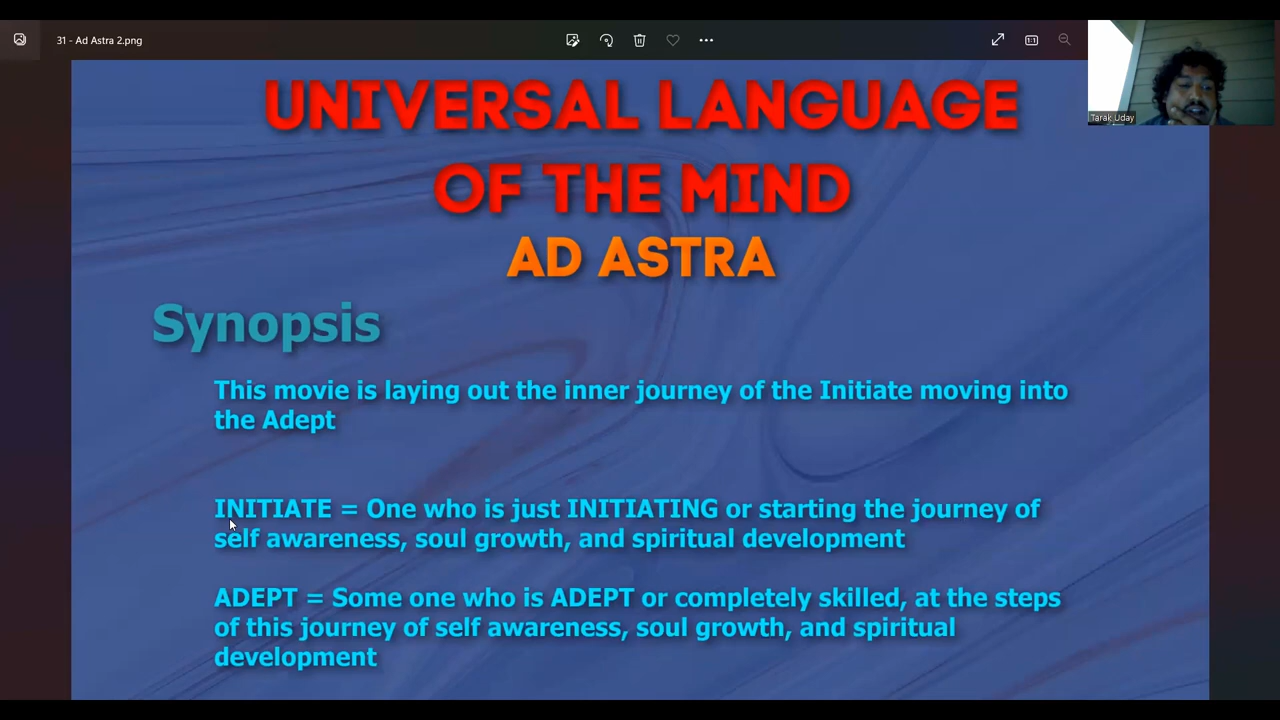 31 - Ad Astra 2.png
Tarak Uday
UNIVERSAL LANGUAGE
OF THE MIND
AD ASTRA
Synopsis
This movie is laying out the inner journey of the Initiate moving into
the Adept
INITIATE = One who is just INITIATING or starting the journey of
self awareness, soul growth, and spiritual development
ADEPT = Some one who is ADEPT or completely skilled, at the steps
of this journey of self awareness, soul growth, and spiritual
development